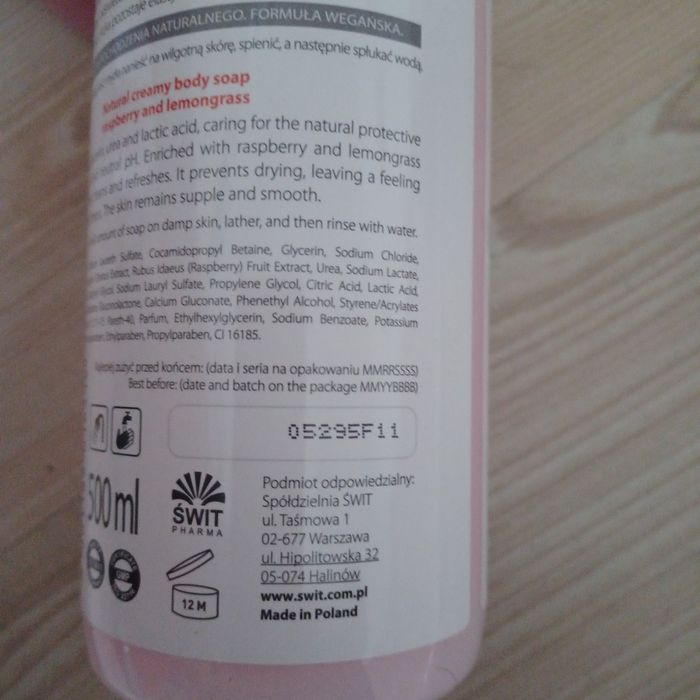 pozostaje elas
NATURALNEGO. FORMUŁA WEGAŃSKA.
nanieść na wilgotną skórę, spienić, a następnie spłukać wodą.
Natural creamy body soap
raspberry and lemongrass
urea and lactic acid, caring for the natural protective
pH. Enriched with raspberry and lemongrass
and refreshes. It prevents drying, leaving a feeling
The skin remains supple and smooth.
amount of soap on damp skin, lather, and then rinse with water.
Sulfate, Cocamidopropyl Betaine, Glycerin, Sodium Chloride,
Extract, Rubus Idaeus (Raspberry) Fruit Extract, Urea, Sodium Lactate,
Sodium Lauryl Sulfate, Propylene Glycol, Citric Acid, Lactic Acid,
Calcium Gluconate, Phenethyl Alcohol, Styrene/Acrylates
Pareth-40, Parfum, Ethylhexylglycerin, Sodium Benzoate, Potassium
Ethylparaben, Propylparaben, CI 16185.
Najlepiej zużyć przed końcem: (data i seria na opakowaniu MMRRSSSS)
Best before: (date and batch on the package MMYYBBBB)
05295F11
500 ml
ŚWIT
PHARMA
12 M
Podmiot odpowiedzialny:
Spółdzielnia ŚWIT
ul. Taśmowa 1
02-677 Warszawa
ul. Hipolitowska 32
05-074 Halinów
www.swit.com.pl
Made in Poland